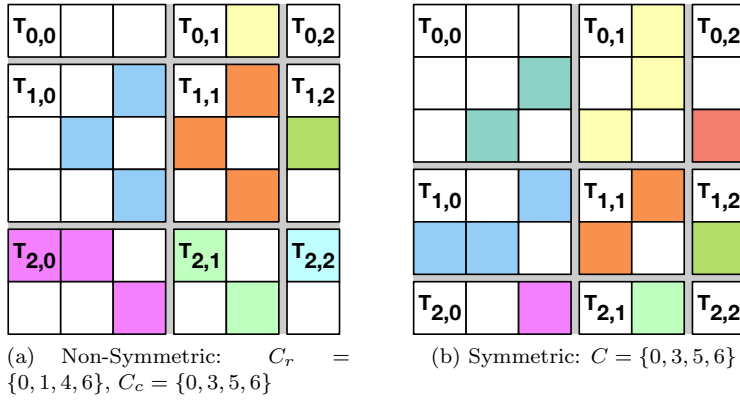 T0,0 T0,1 T0,2 T0,0 T0,1 T0,2
T1,0 T1,1 T1,2
T1,0 T1,1 T1,2
T2,0 T2,1 T2,2
T2,0 T2,1 T2,2
(a) Non-Symmetric: Cr =
{0, 1, 4, 6}, Cc = {0, 3, 5, 6}
(b) Symmetric: C = {0, 3, 5, 6}